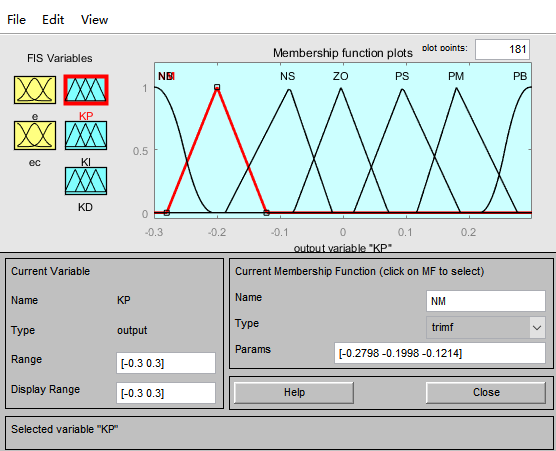 File Edit View
FIS Variables
Membership function plots
plot points:
181
NM
NS
ZO
PS
PM
PB
1
0.5
0
-0.3
-0.2
-0.1
0
0.1
0.2
output variable "KP"
e
KP
ec
KI
KD
Current Variable
Name
KP
Type
output
Range
[-0.3 0.3]
Display Range
[-0.3 0.3]
Current Membership Function (click on MF to select)
Name
NM
Type
trimf
Params
[-0.2798 -0.1998 -0.1214]
Help
Close
Selected variable "KP"